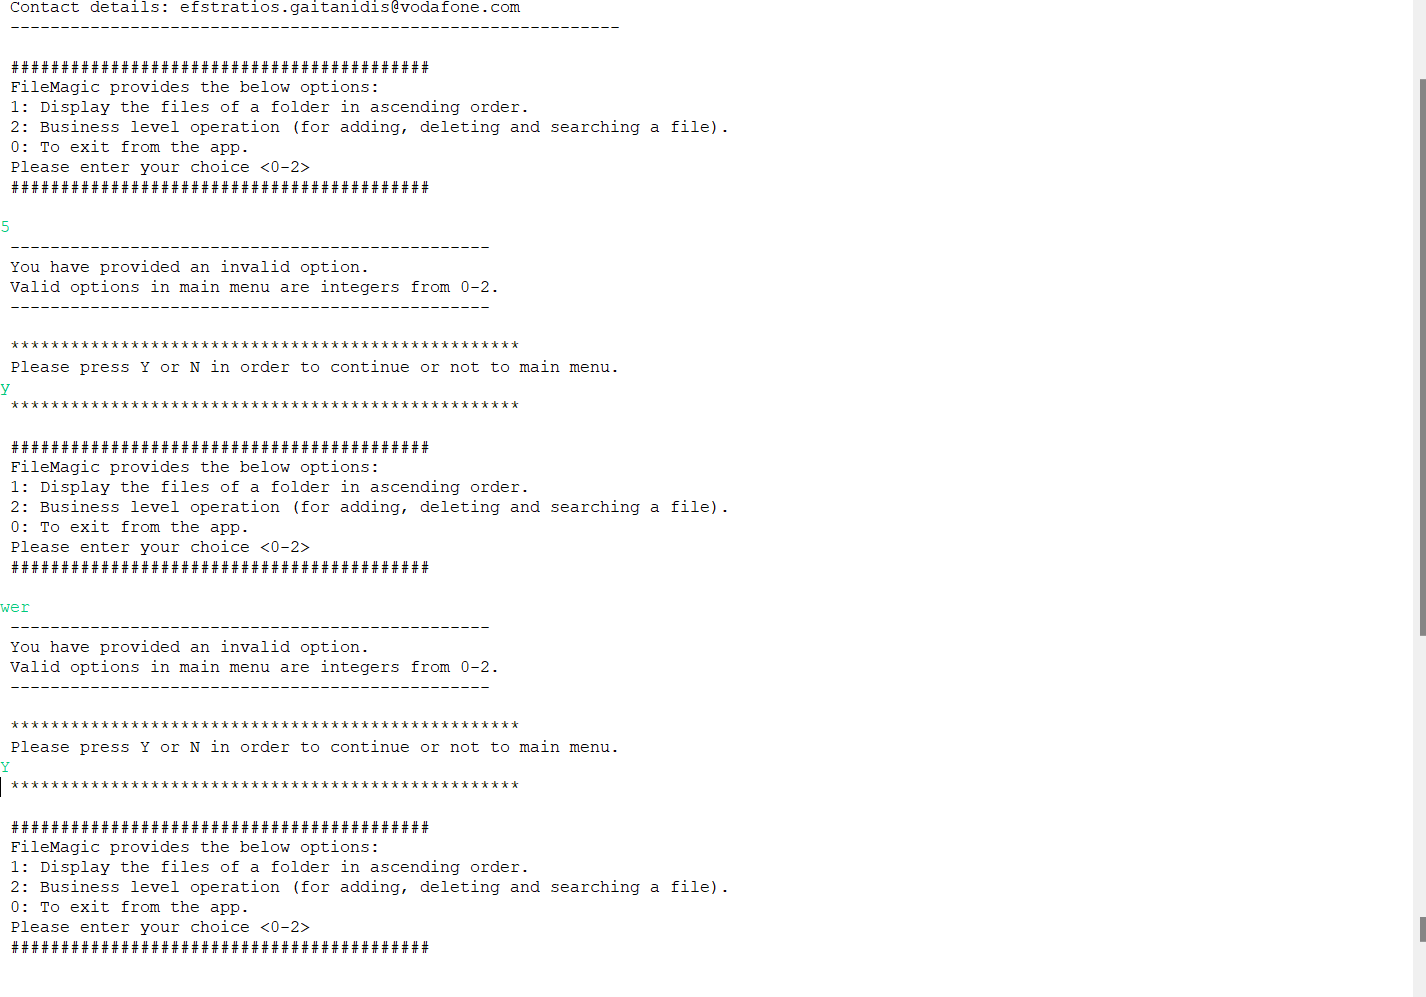 Contact details: efstratios.gaitanidis@vodafone.com
-------------------------------------------------------------
##########################################
FileMagic provides the below options:
1: Display the files of a folder in ascending order.
2: Business level operation (for adding, deleting and searching a file).
0: To exit from the app.
Please enter your choice <0-2>
##########################################
5
------------------------------------------------
You have provided an invalid option.
Valid options in main menu are integers from 0-2.
------------------------------------------------
***************************************************
Please press Y or N in order to continue or not to main menu.
y
***************************************************
##########################################
FileMagic provides the below options:
1: Display the files of a folder in ascending order.
2: Business level operation (for adding, deleting and searching a file).
0: To exit from the app.
Please enter your choice <0-2>
##########################################
wer
------------------------------------------------
You have provided an invalid option.
Valid options in main menu are integers from 0-2.
------------------------------------------------
***************************************************
Please press Y or N in order to continue or not to main menu.
Y
***************************************************
##########################################
FileMagic provides the below options:
1: Display the files of a folder in ascending order.
2: Business level operation (for adding, deleting and searching a file).
0: To exit from the app.
Please enter your choice <0-2>
##########################################